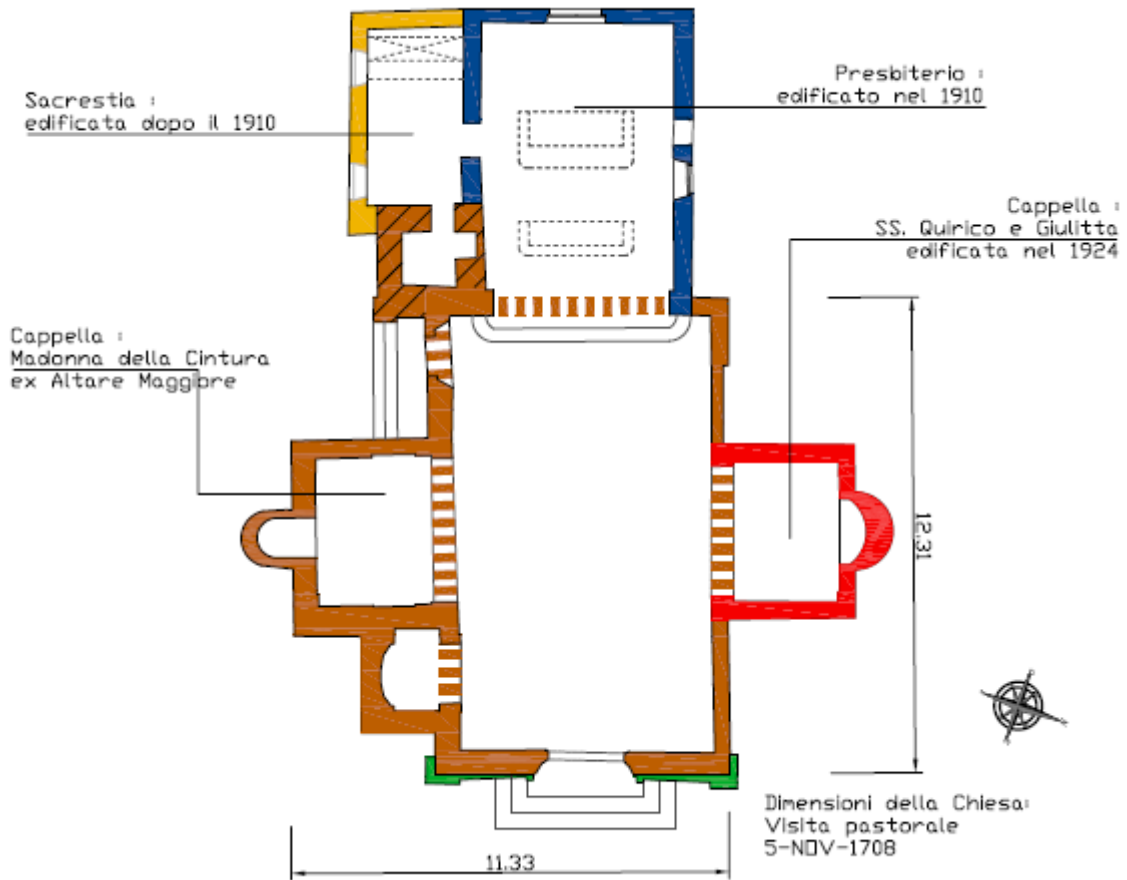 Sacrestia :
edificata dopo il 1910
Presbiterio :
edificato nel 1910
Cappella :
SS. Quirico e Giulitta
edificata nel 1924
Cappella :
Madonna della Cintura
ex Altare Maggiore
12.31
11.33
Dimensioni della Chiesa:
Visita pastorale
5-NOV-1708